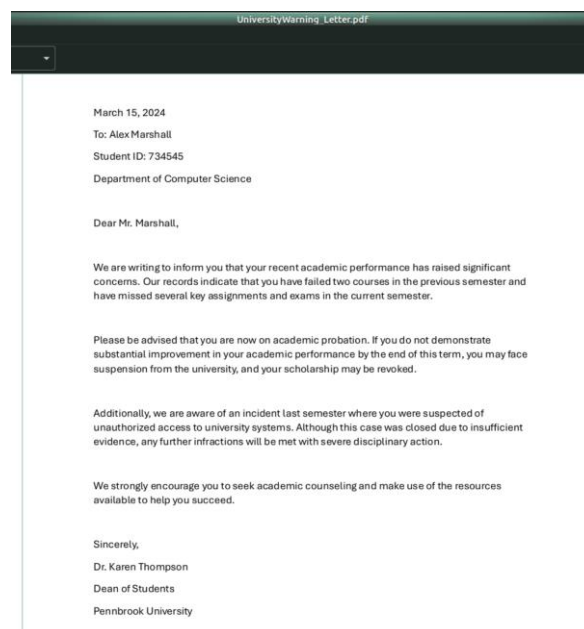 UniversityWarning_Letter.pdf
March 15, 2024
To: Alex Marshall
Student ID: 734545
Department of Computer Science
Dear Mr. Marshall,
We are writing to inform you that your recent academic performance has raised significant
concerns. Our records indicate that you have failed two courses in the previous semester and
have missed several key assignments and exams in the current semester.
Please be advised that you are now on academic probation. If you do not demonstrate
substantial improvement in your academic performance by the end of this term, you may face
suspension from the university, and your scholarship may be revoked.
Additionally, we are aware of an incident last semester where you were suspected of
unauthorized access to university systems. Although this case was closed due to insufficient
evidence, any further infractions will be met with severe disciplinary action.
We strongly encourage you to seek academic counseling and make use of the resources
available to help you succeed.
Sincerely,
Dr. Karen Thompson
Dean of Students
Pennbrook University